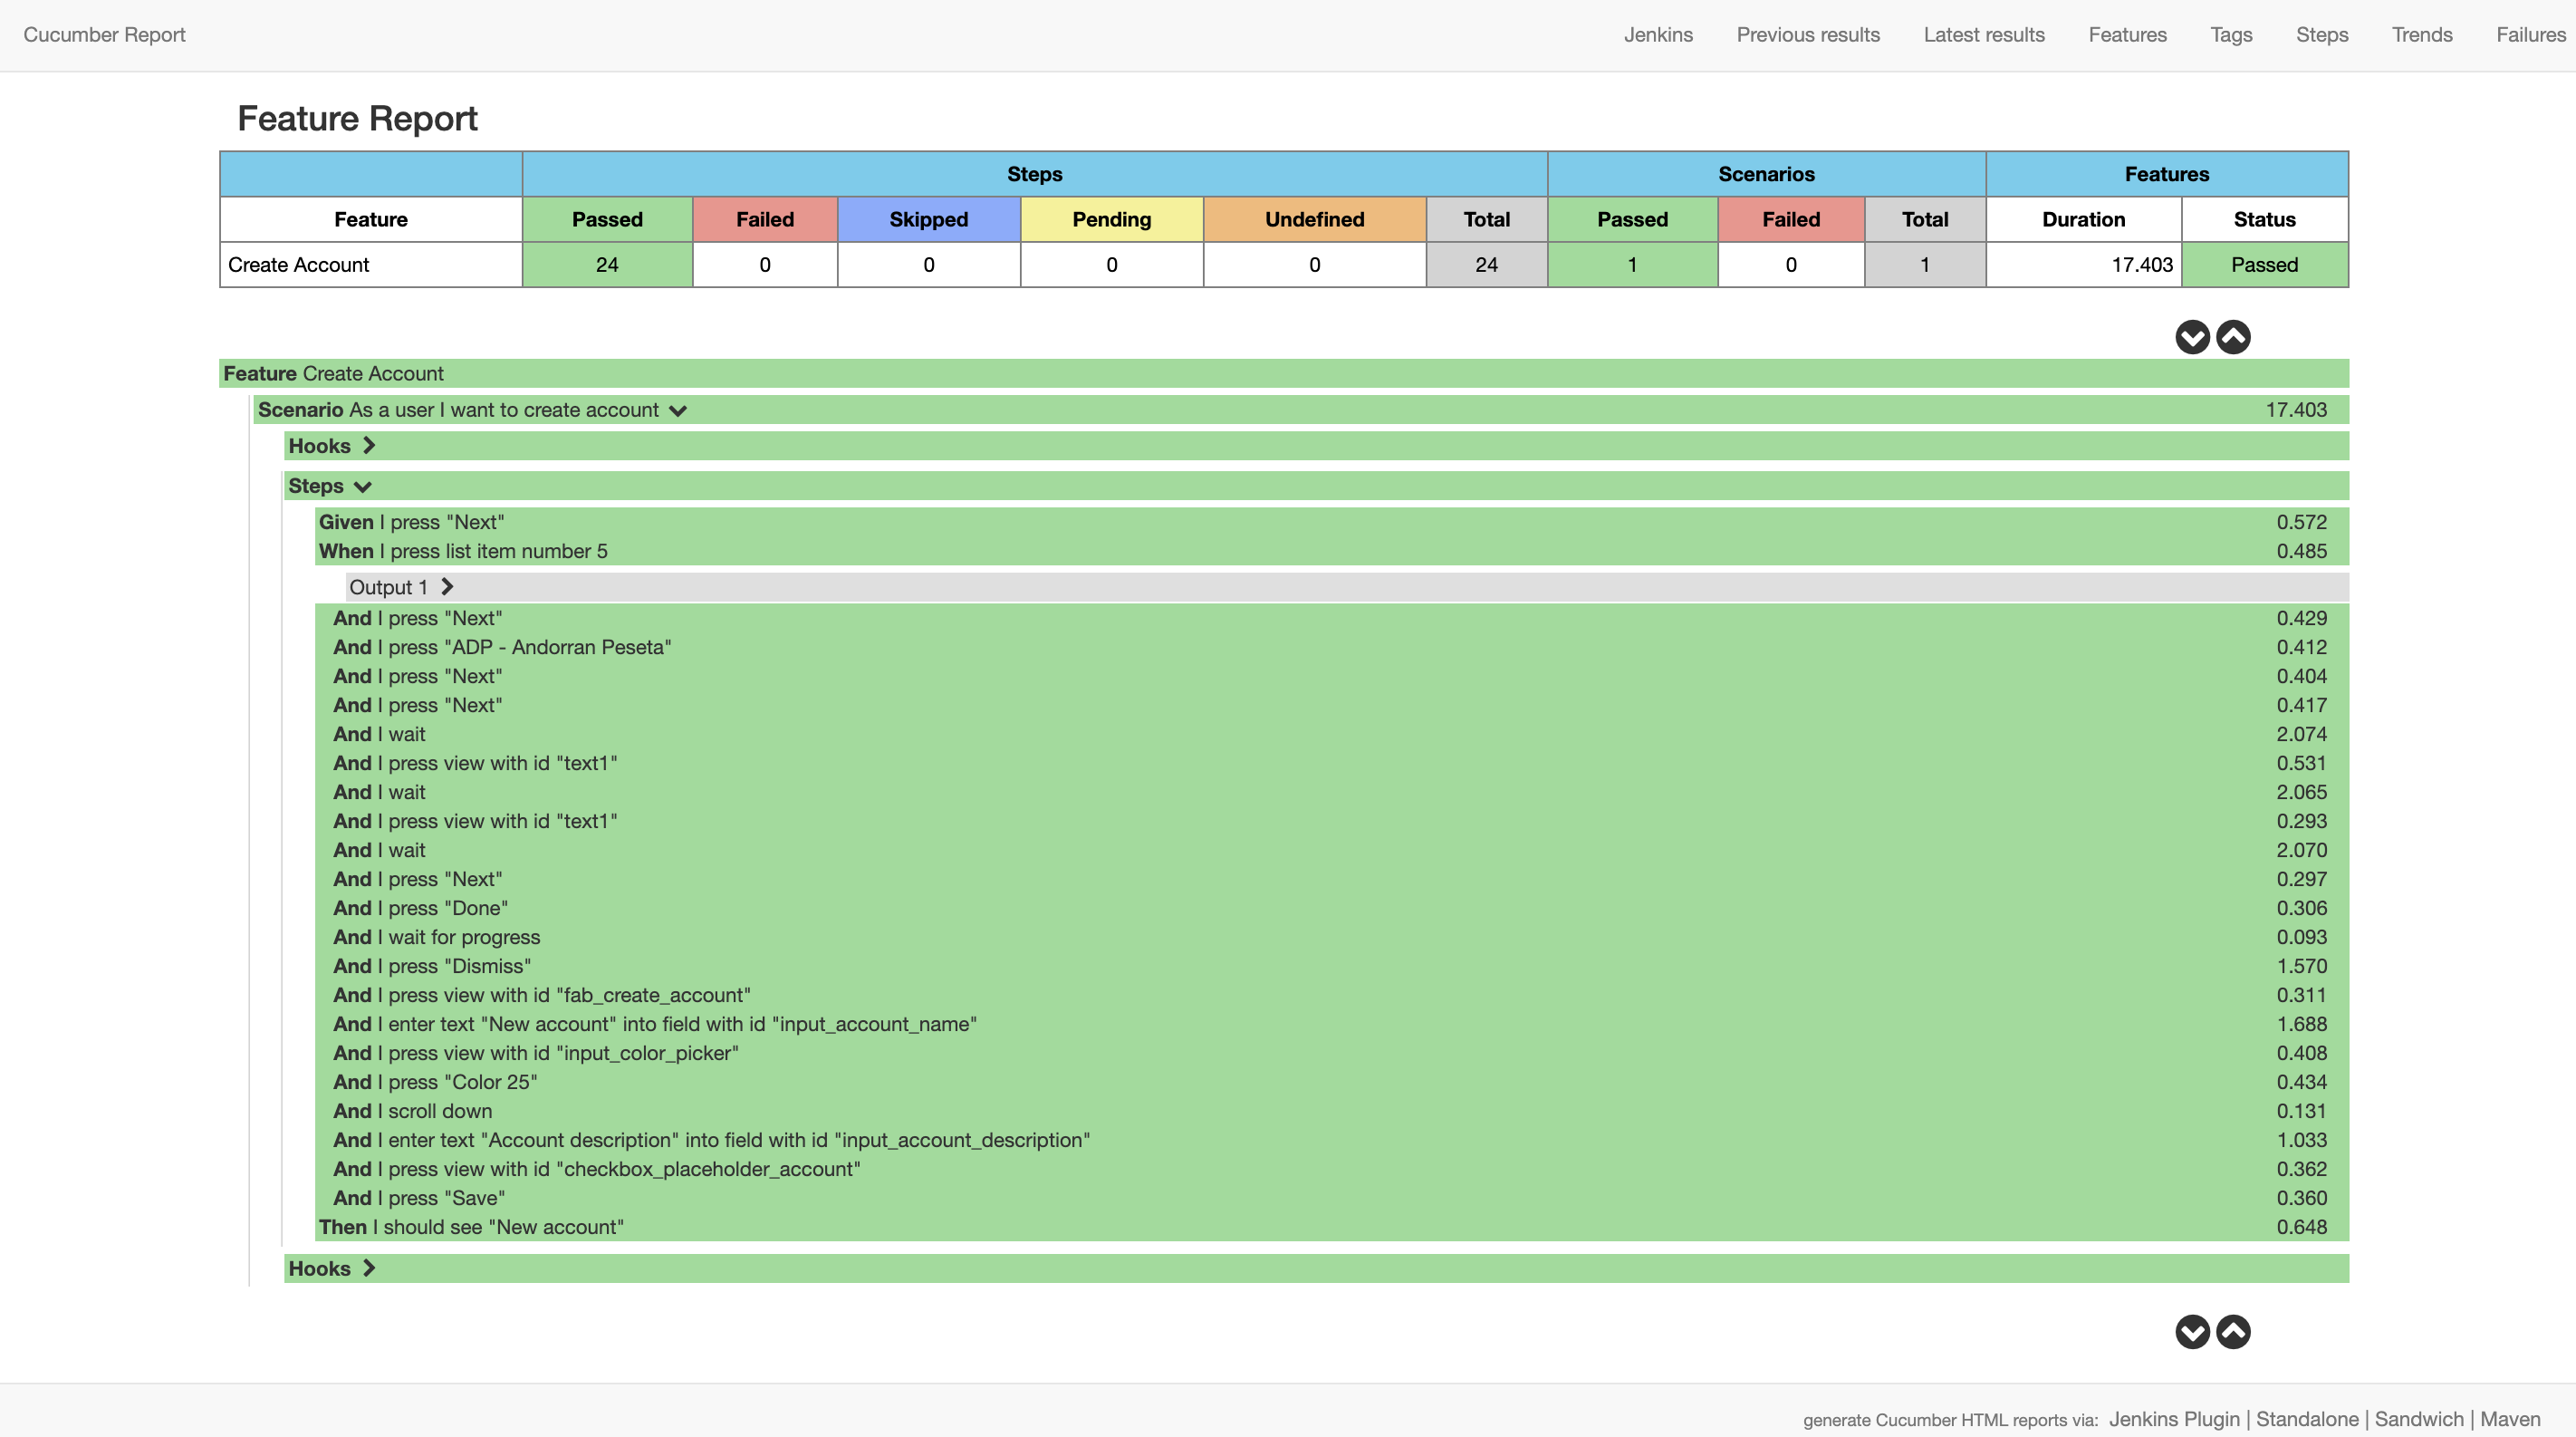 Cucumber Report Jenkins Previous results Latest results Features Tags Steps Trends Failures
Feature Report
Steps Scenarios Features
Feature Passed Failed Skipped Pending Undefined Total Passed Failed Total Duration Status
Create Account 24 0 0 0 0 24 1 0 1 17.403 Passed
Feature Create Account
Scenario As a user I want to create account 17.403
Hooks
Steps
Given I press "Next" 0.572
When I press list item number 5 0.485
Output 1
And I press "Next" 0.429
And I press "ADP - Andorran Peseta" 0.412
And I press "Next" 0.404
And I press "Next" 0.417
And I wait 2.074
And I press view with id "text1" 0.531
And I wait 2.065
And I press view with id "text1" 0.293
And I wait 2.070
And I press "Next" 0.297
And I press "Done" 0.306
And I wait for progress 0.093
And I press "Dismiss" 1.570
And I press view with id "fab_create_account" 0.311
And I enter text "New account" into field with id "input_account_name" 1.688
And I press view with id "input_color_picker" 0.408
And I press "Color 25" 0.434
And I scroll down 0.131
And I enter text "Account description" into field with id "input_account_description" 1.033
And I press view with id "checkbox_placeholder_account" 0.362
And I press "Save" 0.360
Then I should see "New account" 0.648
Hooks
generate Cucumber HTML reports via: Jenkins Plugin | Standalone | Sandwich | Maven